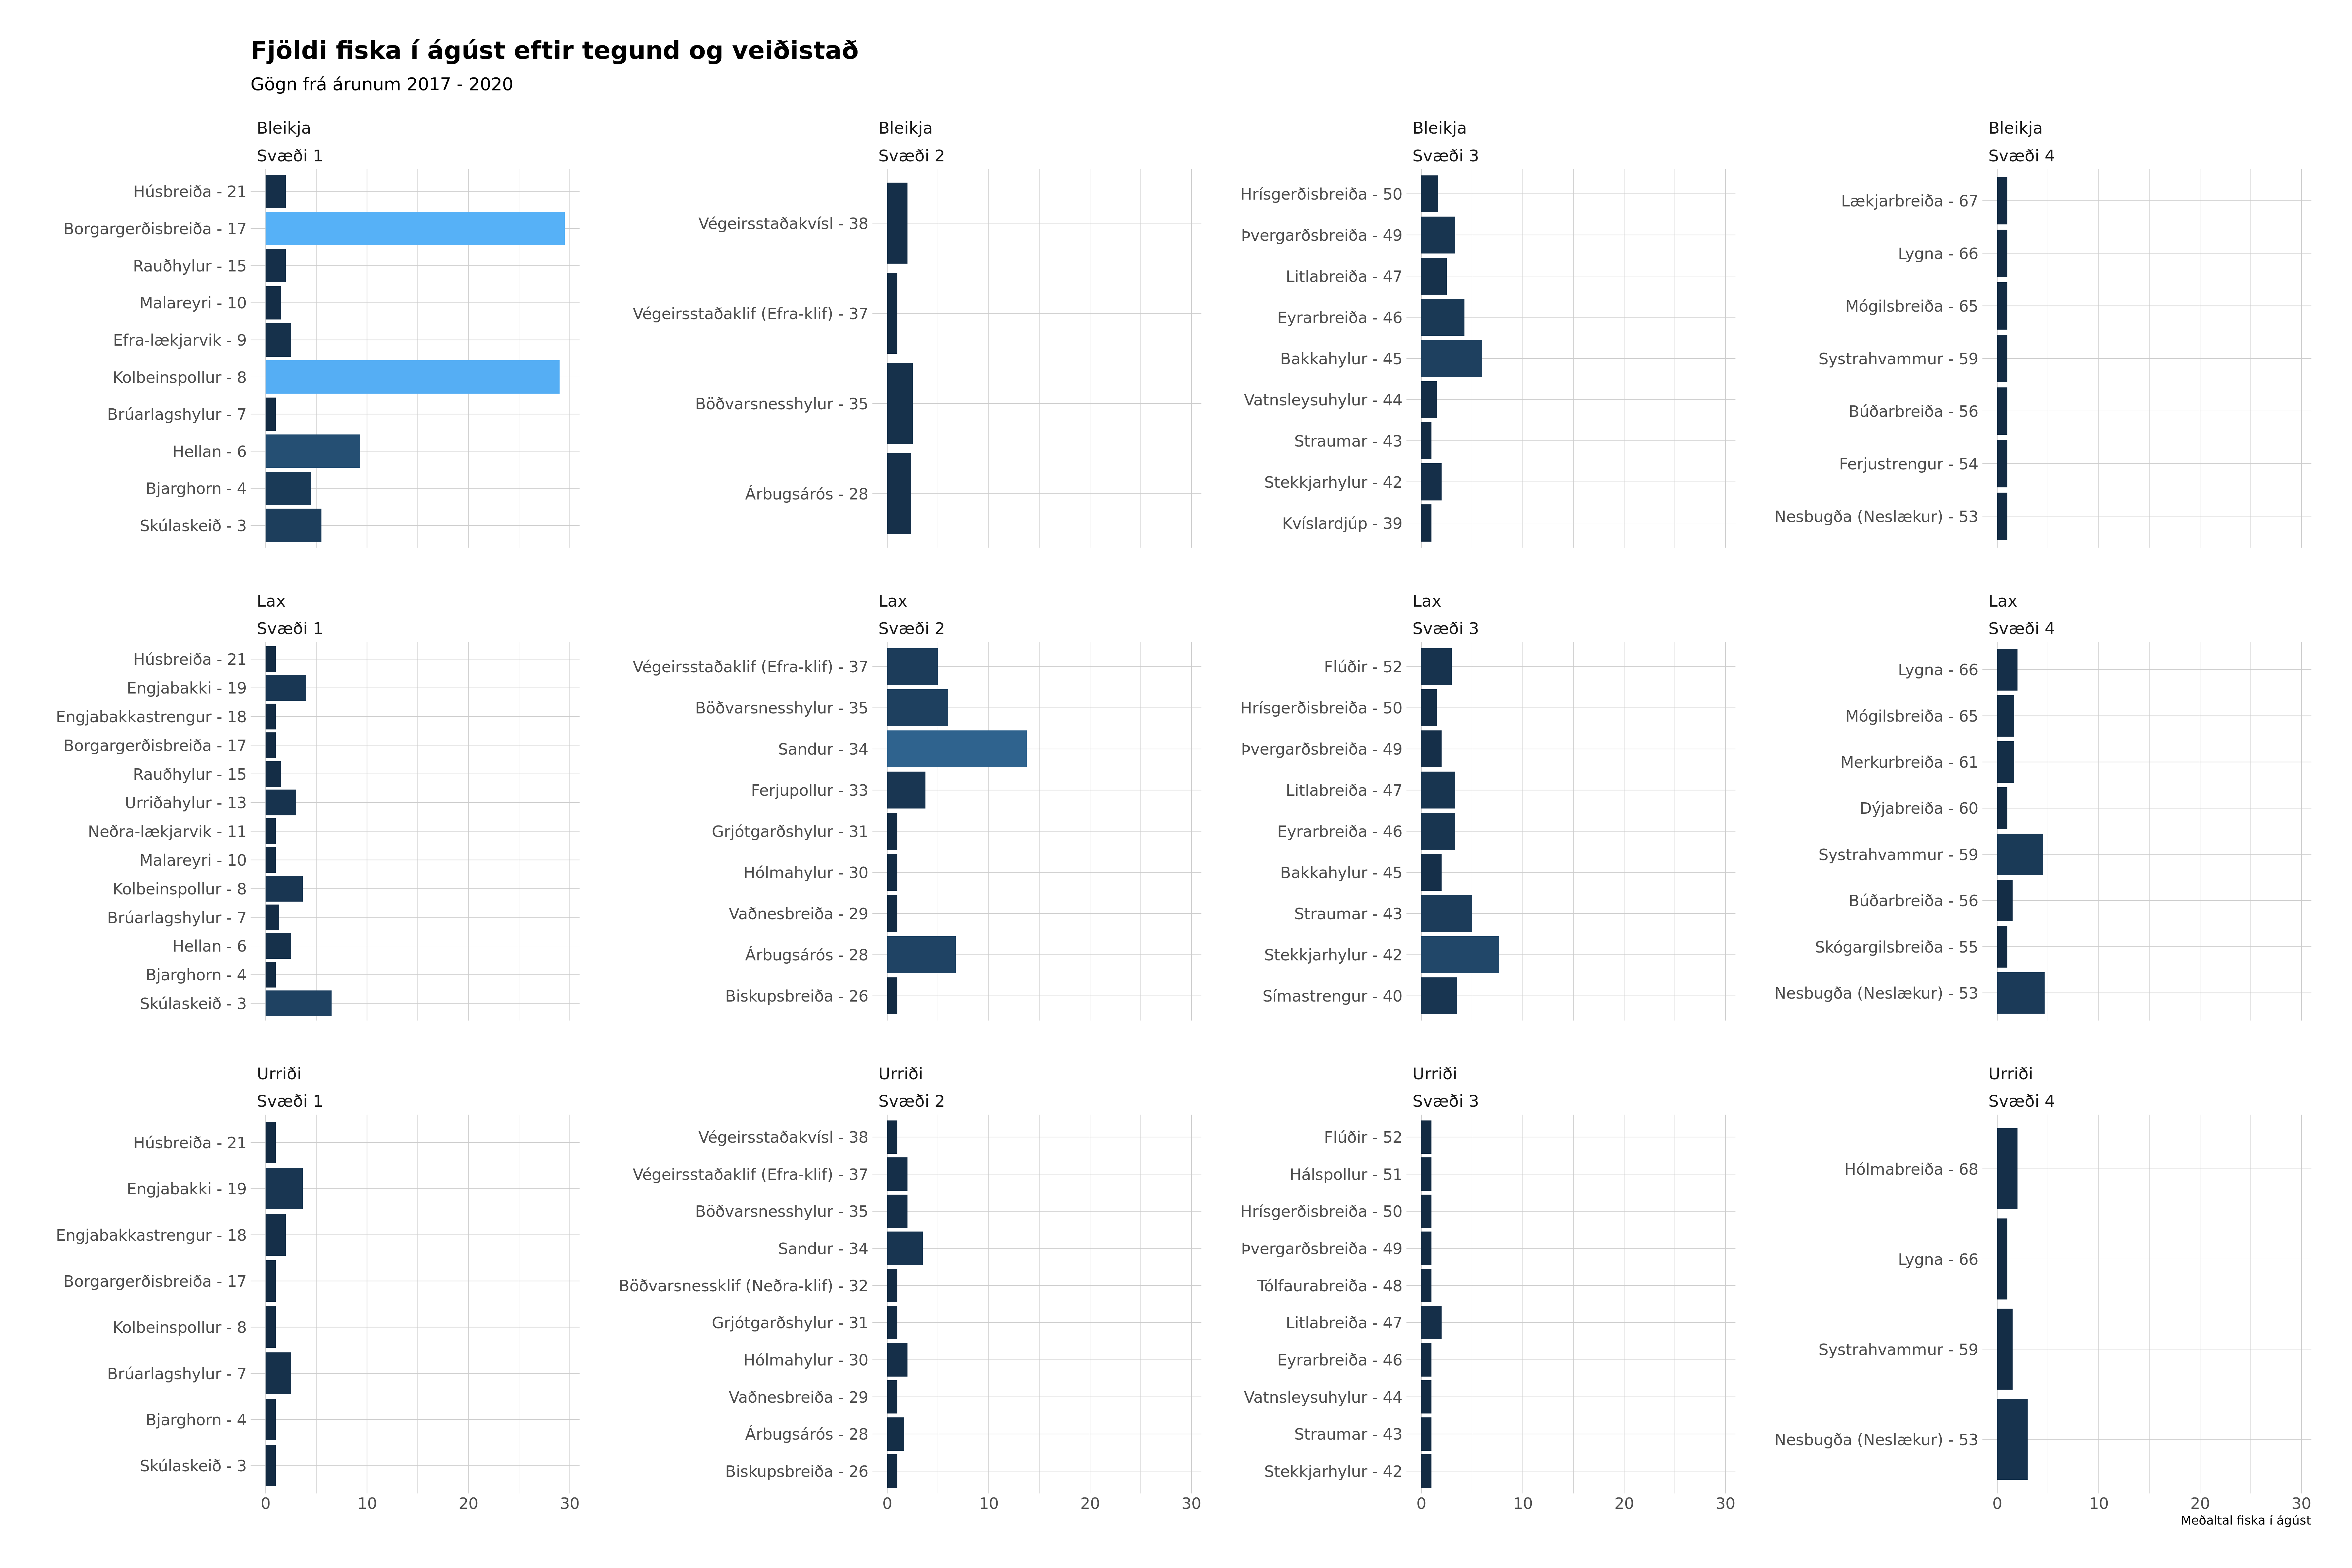 Fjöldi fiska í ágúst eftir tegund og veiðistað
Gögn frá árunum 2017 - 2020
Bleikja
Svæði 1
Húsbreiða - 21
Borgargerðisbreiða - 17
Rauðhylur - 15
Malareyri - 10
Efra-lækjarvik - 9
Kolbeinspollur - 8
Brúarlagshylur - 7
Hellan - 6
Bjarghorn - 4
Skúlaskeið - 3
Bleikja
Svæði 2
Végeirsstaðakvísl - 38
Végeirsstaðaklif (Efra-klif) - 37
Böðvarsnesshylur - 35
Árbugsárós - 28
Bleikja
Svæði 3
Hrísgerðisbreiða - 50
Þvergarðsbreiða - 49
Litlabreiða - 47
Eyrarbreiða - 46
Bakkahylur - 45
Vatnsleysuhylur - 44
Straumar - 43
Stekkjarhylur - 42
Kvíslardjúp - 39
Bleikja
Svæði 4
Lækjarbreiða - 67
Lygna - 66
Mógilsbreiða - 65
Systrahvammur - 59
Búðarbreiða - 56
Ferjustrengur - 54
Nesbugða (Neslækur) - 53
Lax
Svæði 1
Húsbreiða - 21
Engjabakki - 19
Engjabakkastrengur - 18
Borgargerðisbreiða - 17
Rauðhylur - 15
Urriðahylur - 13
Neðra-lækjarvik - 11
Malareyri - 10
Kolbeinspollur - 8
Brúarlagshylur - 7
Hellan - 6
Bjarghorn - 4
Skúlaskeið - 3
Lax
Svæði 2
Végeirsstaðaklif (Efra-klif) - 37
Böðvarsnesshylur - 35
Sandur - 34
Ferjupollur - 33
Grjótgarðshylur - 31
Hólmahylur - 30
Vaðnesbreiða - 29
Árbugsárós - 28
Biskupsbreiða - 26
Lax
Svæði 3
Flúðir - 52
Hrísgerðisbreiða - 50
Þvergarðsbreiða - 49
Litlabreiða - 47
Eyrarbreiða - 46
Bakkahylur - 45
Straumar - 43
Stekkjarhylur - 42
Símastrengur - 40
Lax
Svæði 4
Lygna - 66
Mógilsbreiða - 65
Merkurbreiða - 61
Dýjabreiða - 60
Systrahvammur - 59
Búðarbreiða - 56
Skógargilsbreiða - 55
Nesbugða (Neslækur) - 53
Urriði
Svæði 1
Húsbreiða - 21
Engjabakki - 19
Engjabakkastrengur - 18
Borgargerðisbreiða - 17
Kolbeinspollur - 8
Brúarlagshylur - 7
Bjarghorn - 4
Skúlaskeið - 3
0 10 20 30
Urriði
Svæði 2
Végeirsstaðakvísl - 38
Végeirsstaðaklif (Efra-klif) - 37
Böðvarsnesshylur - 35
Sandur - 34
Böðvarsnessklif (Neðra-klif) - 32
Grjótgarðshylur - 31
Hólmahylur - 30
Vaðnesbreiða - 29
Árbugsárós - 28
Biskupsbreiða - 26
0 10 20 30
Urriði
Svæði 3
Flúðir - 52
Hálspollur - 51
Hrísgerðisbreiða - 50
Þvergarðsbreiða - 49
Tólfaurabreiða - 48
Litlabreiða - 47
Eyrarbreiða - 46
Vatnsleysuhylur - 44
Straumar - 43
Stekkjarhylur - 42
0 10 20 30
Urriði
Svæði 4
Hólmabreiða - 68
Lygna - 66
Systrahvammur - 59
Nesbugða (Neslækur) - 53
0 10 20 30
Meðaltal fiska í ágúst